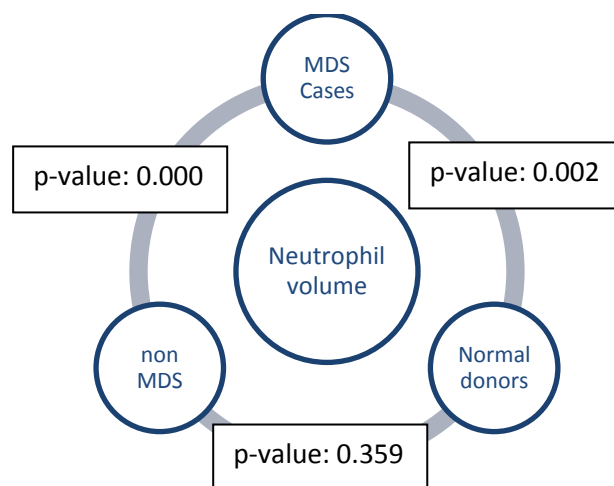 MDS
Cases
p-value: 0.000
p-value: 0.002
Neutrophil
volume
non
MDS
Normal
donors
p-value: 0.359